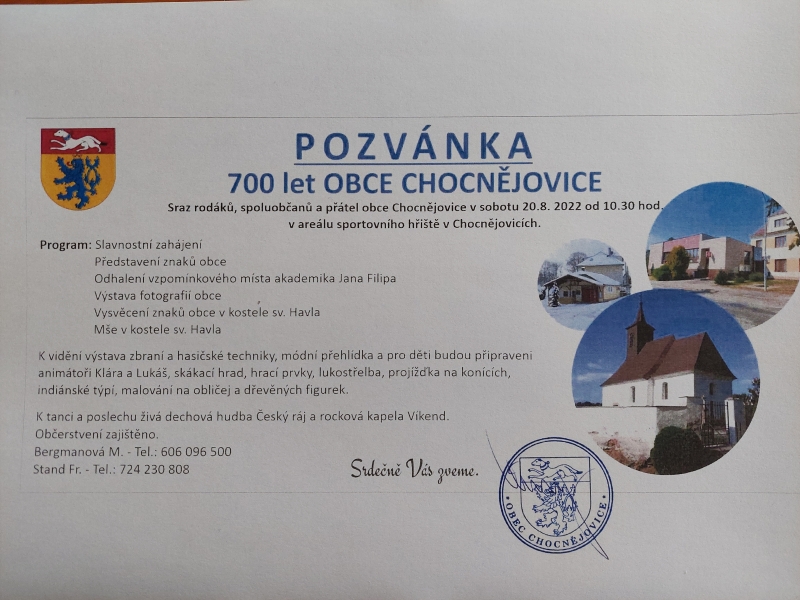 POZVÁNKA
700 let OBCE CHOCNĚJOVICE
Sraz rodáků, spoluobčanů a přátel obce Chocnějovice v sobotu 20.8. 2022 od 10.30 hod.
v areálu sportovního hřiště v Chocnějovicích.
Program: Slavnostní zahájení
Představení znaků obce
Odhalení vzpomínkového místa akademika Jana Filipa
Výstava fotografií obce
Vysvěcení znaků obce v kostele sv. Havla
Mše v kostele sv. Havla
K vidění výstava zbraní a hasičské techniky, módní přehlídka a pro děti budou připraveni
animátoři Klára a Lukáš, skákací hrad, hrací prvky, lukostřelba, projížďka na konících,
indiánské týpí, malování na obličej a dřevěných figurek.
K tanci a poslechu živá dechová hudba Český ráj a rocková kapela Víkend.
Občerstvení zajištěno.
Bergmanová M. - Tel.: 606 096 500
Stand Fr. - Tel.: 724 230 808
Srdečně Vás zveme.
• OBEC CHOCNĚJOVICE •